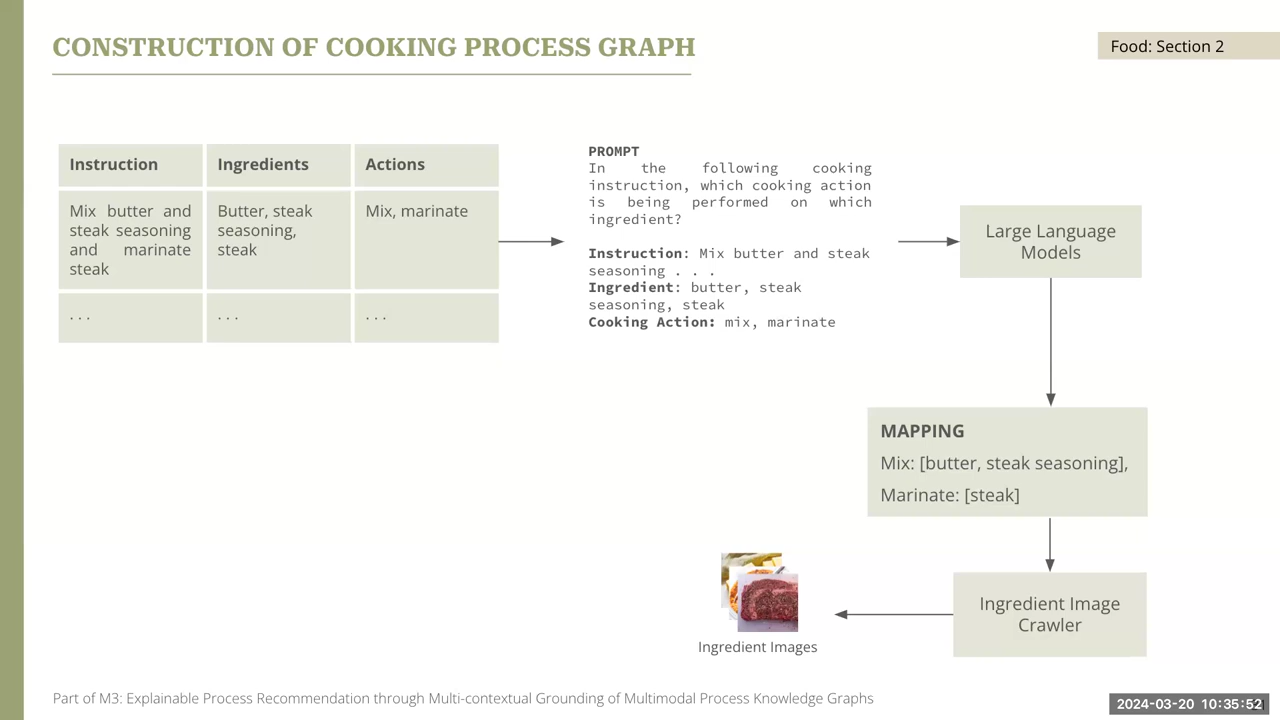 CONSTRUCTION OF COOKING PROCESS GRAPH
Food: Section 2
Instruction
Ingredients
Actions
Mix butter and
steak seasoning
and marinate
steak
Butter, steak
seasoning,
steak
Mix, marinate
. . .
. . .
. . .
PROMPT
In the following cooking
instruction, which cooking action
is being performed on which
ingredient?
Instruction: Mix butter and steak
seasoning . . .
Ingredient: butter, steak
seasoning, steak
Cooking Action: mix, marinate
Large Language
Models
MAPPING
Mix: [butter, steak seasoning],
Marinate: [steak]
Ingredient Image
Crawler
Ingredient Images
Part of M3: Explainable Process Recommendation through Multi-contextual Grounding of Multimodal Process Knowledge Graphs
2024-03-20 10:35:52